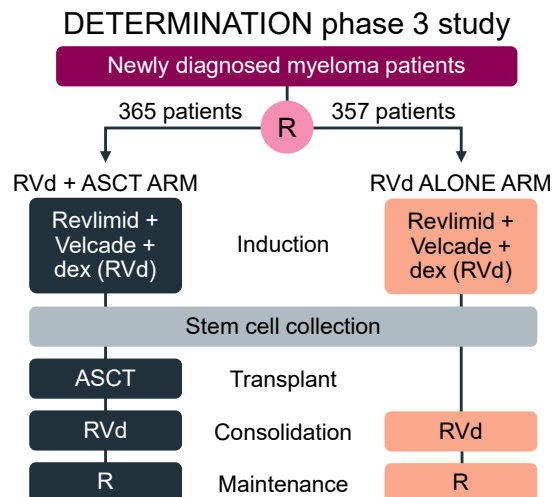 DETERMINATION phase 3 study
Newly diagnosed myeloma patients
365 patients
R
357 patients
RVd + ASCT ARM
RVd ALONE ARM
Revlimid +
Velcade +
dex (RVd)
Induction
Revlimid +
Velcade +
dex (RVd)
Stem cell collection
ASCT
Transplant
RVd
Consolidation
RVd
R
Maintenance
R